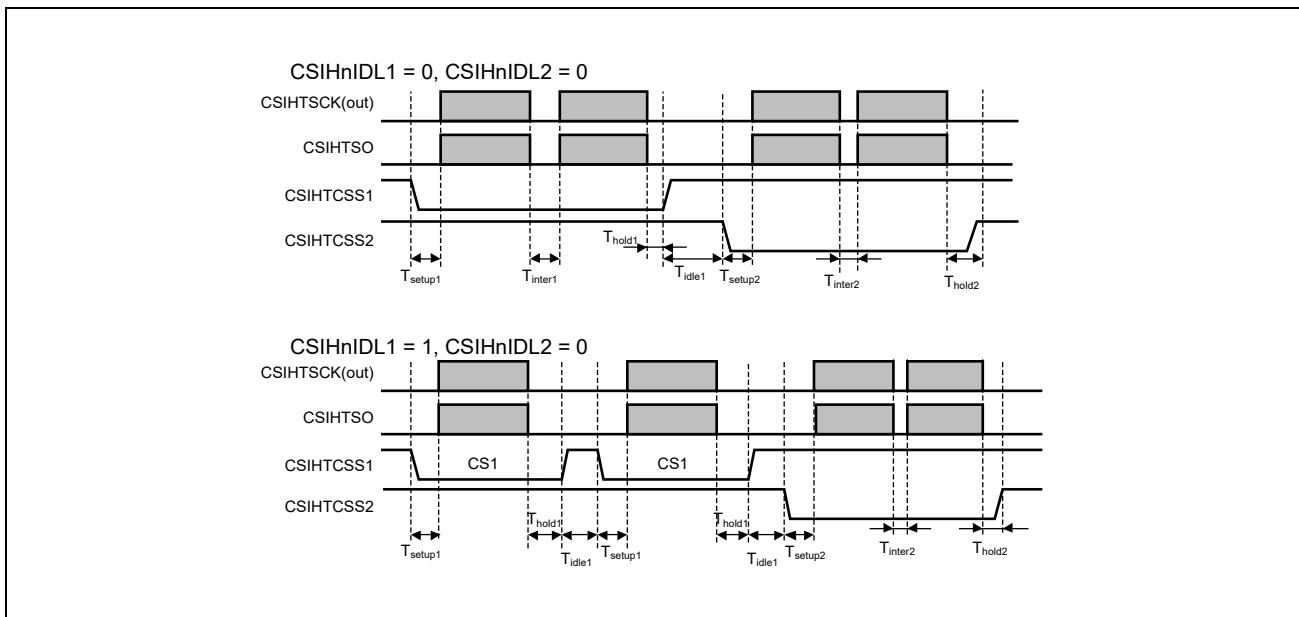 CSIHnIDL1 = 0, CSIHnIDL2 = 0
CSIHTSCK(out)
CSIHTSO
CSIHTCSS1
CSIHTCSS2
Thold1
Tsetup1
Tinter1
Tidle1
Tsetup2
Tinter2
Thold2
CSIHnIDL1 = 1, CSIHnIDL2 = 0
CSIHTSCK(out)
CSIHTSO
CSIHTCSS1
CS1
CS1
CSIHTCSS2
Thold1
Thold1
Tsetup1
Tidle1
Tsetup1
Tidle1
Tsetup2
Tinter2
Thold2